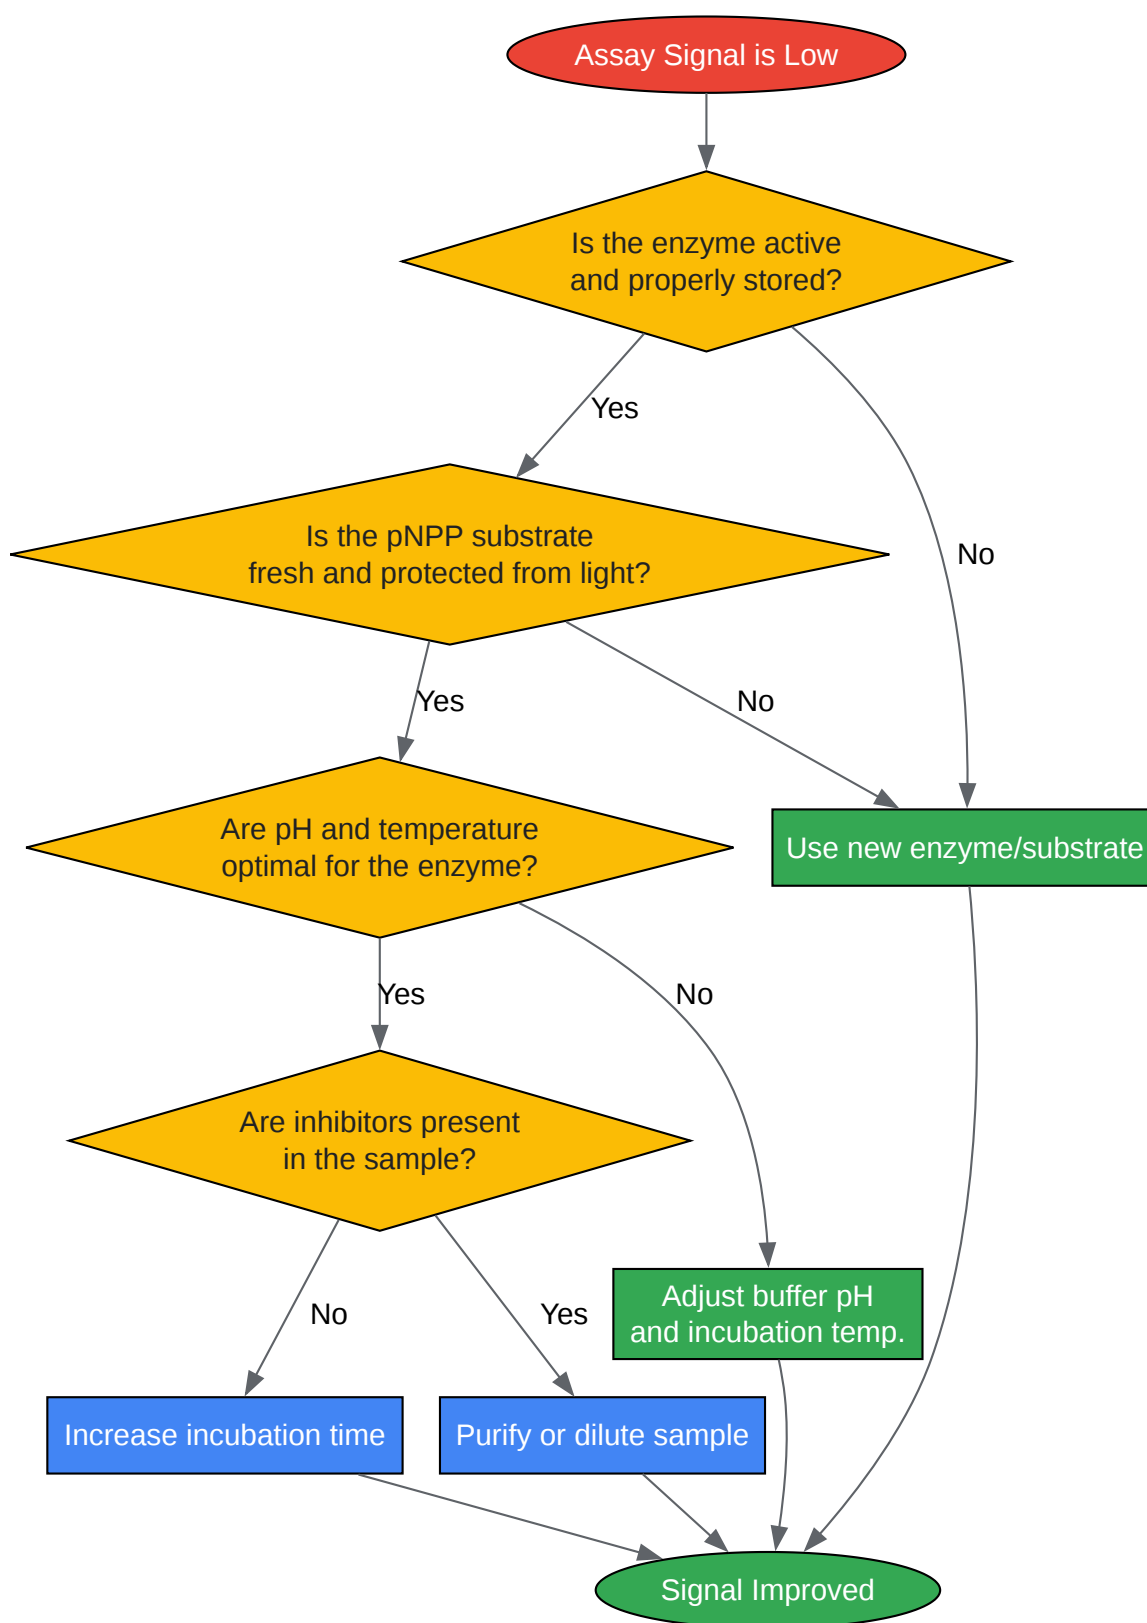 Assay Signal is Low
Is the enzyme active
and properly stored?
Yes
Is the pNPP substrate
fresh and protected from light?
No
Yes
No
Are pH and temperature
optimal for the enzyme?
Use new enzyme/substrate
Yes
No
Are inhibitors present
in the sample?
No
Yes
Adjust buffer pH
and incubation temp.
Increase incubation time
Purify or dilute sample
Signal Improved